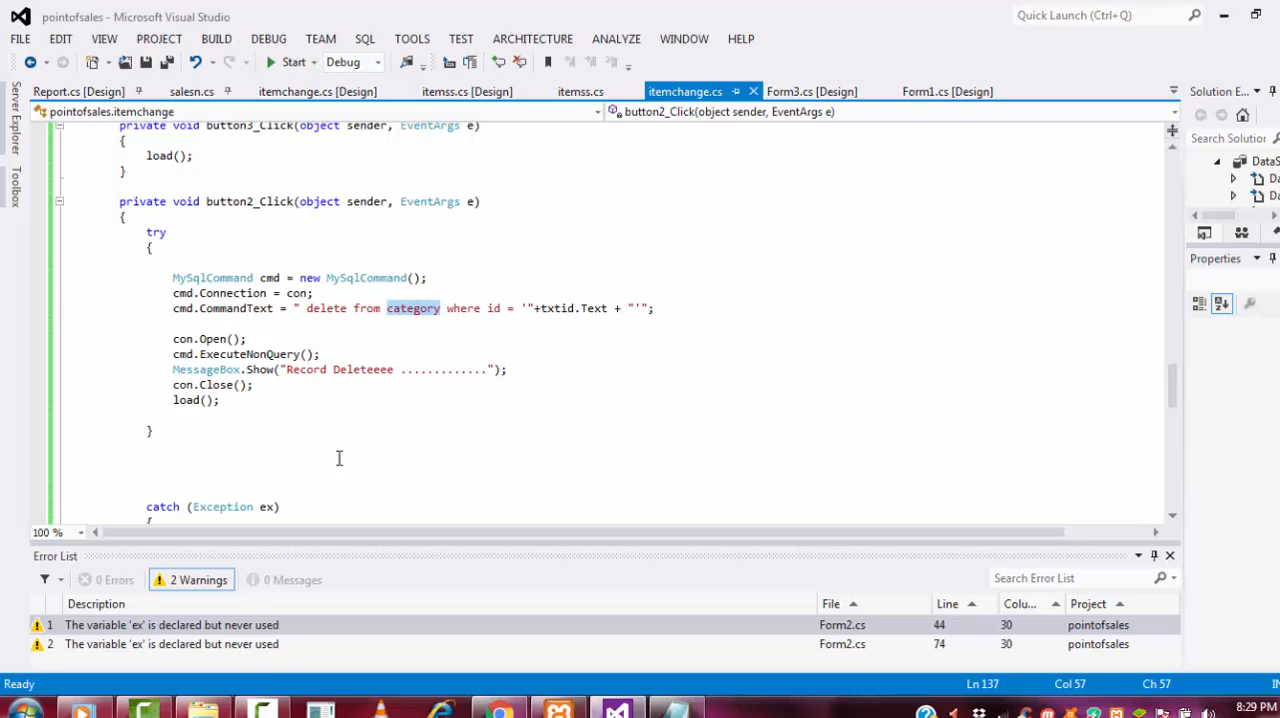 pointofsales - Microsoft Visual Studio
Quick Launch (Ctrl+Q)
FILE EDIT VIEW PROJECT BUILD DEBUG TEAM SQL TOOLS TEST ARCHITECTURE ANALYZE WINDOW HELP
Start Debug
Report.cs [Design] salesn.cs itemchange.cs [Design] itemss.cs [Design] itemss.cs itemchange.cs Form3.cs [Design] Form1.cs [Design]
Solution E...
pointofsales.itemchange
button2_Click(object sender, EventArgs e)
Server Explorer
Toolbox
Search Solution
DataS
private void button3_Click(object sender, EventArgs e)
{
load();
}
private void button2_Click(object sender, EventArgs e)
{
try
{
MySqlCommand cmd = new MySqlCommand();
cmd.Connection = con;
cmd.CommandText = " delete from category where id = '"+txtid.Text + "'";
con.Open();
cmd.ExecuteNonQuery();
MessageBox.Show("Record Deleteeee .............");
con.Close();
load();
}
catch (Exception ex)
{
Da
Da
Properties
100 %
Error List
0 Errors 2 Warnings 0 Messages
Search Error List
Description File Line Colu... Project
1 The variable 'ex' is declared but never used Form2.cs 44 30 pointofsales
2 The variable 'ex' is declared but never used Form2.cs 74 30 pointofsales
Ready Ln 137 Col 57 Ch 57 IN
8:29 PM